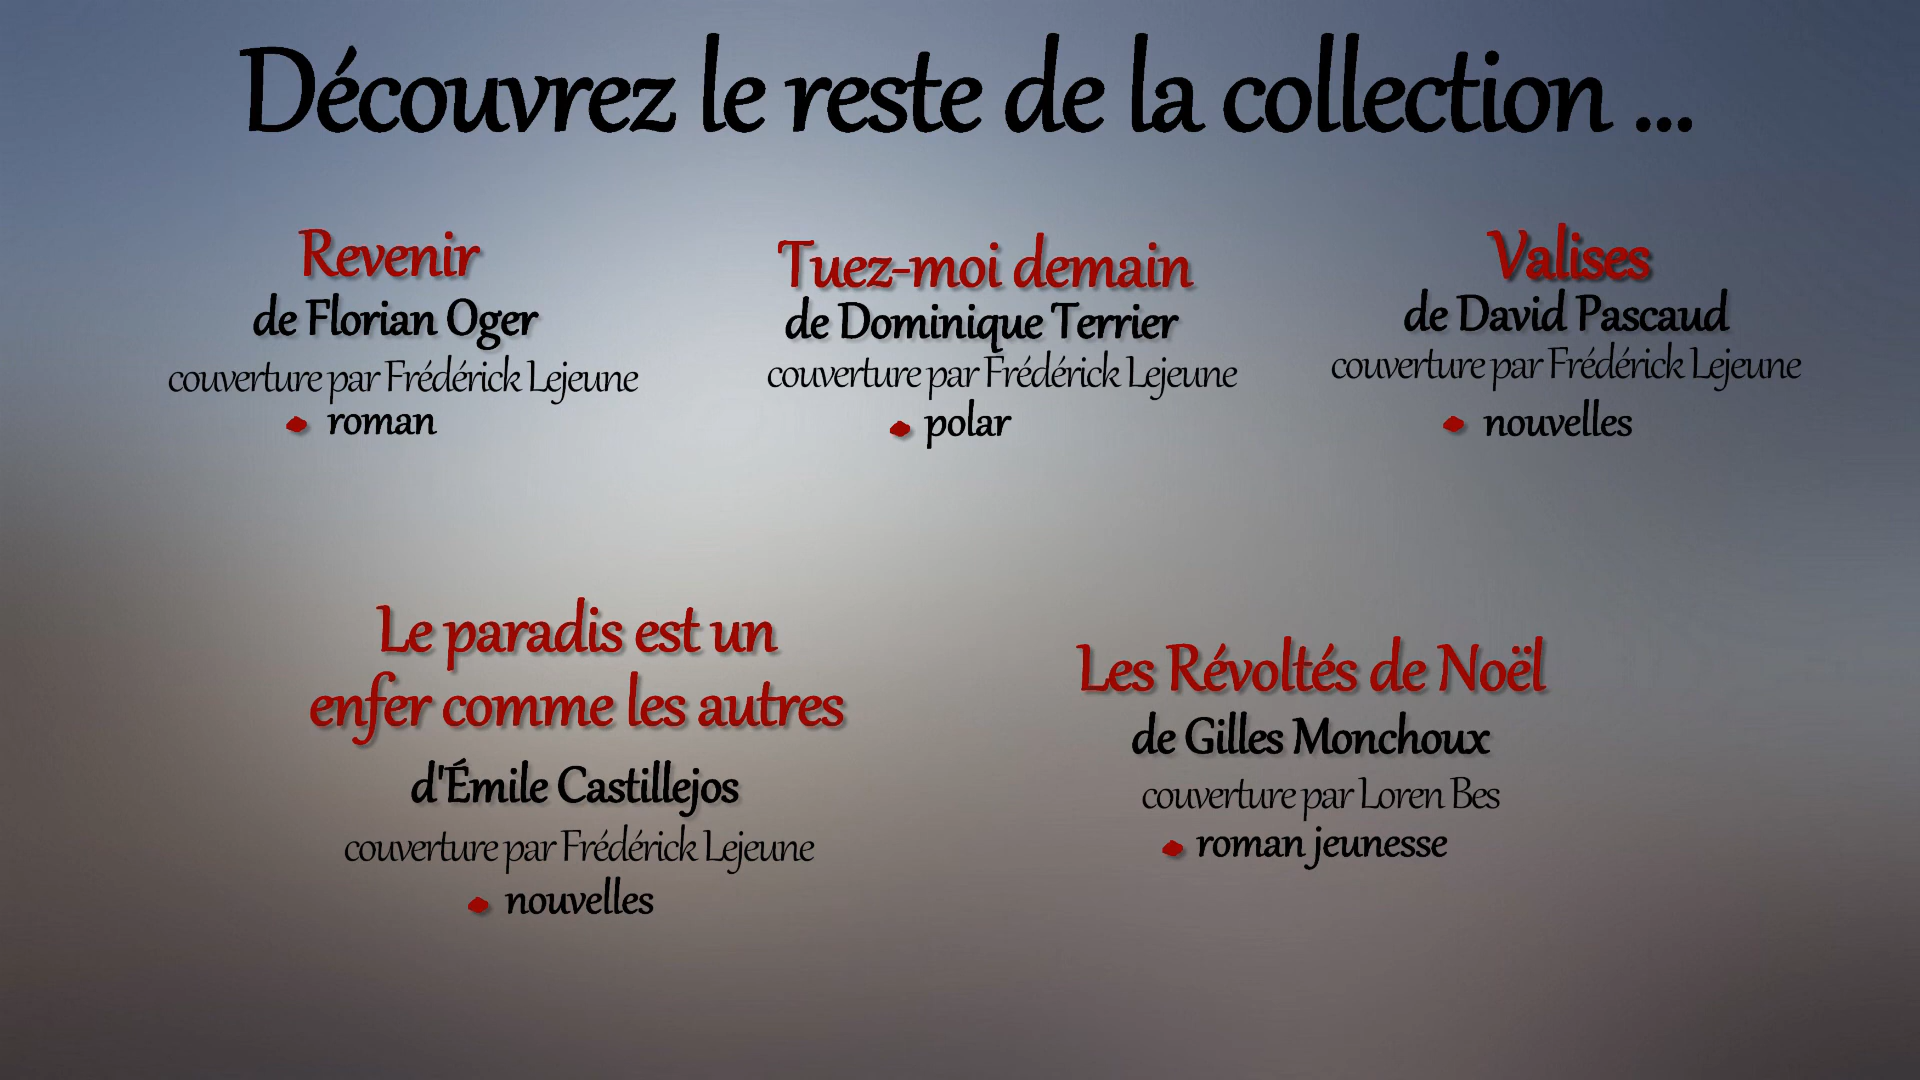 Découvrez le reste de la collection ...
Revenir
de Florian Oger
couverture par Frédérick Lejeune
roman
Tuez-moi demain
de Dominique Terrier
couverture par Frédérick Lejeune
polar
Valises
de David Pascaud
couverture par Frédérick Lejeune
nouvelles
Le paradis est un
enfer comme les autres
d'Émile Castillejos
couverture par Frédérick Lejeune
nouvelles
Les Révoltés de Noël
de Gilles Monchoux
couverture par Loren Bes
roman jeunesse